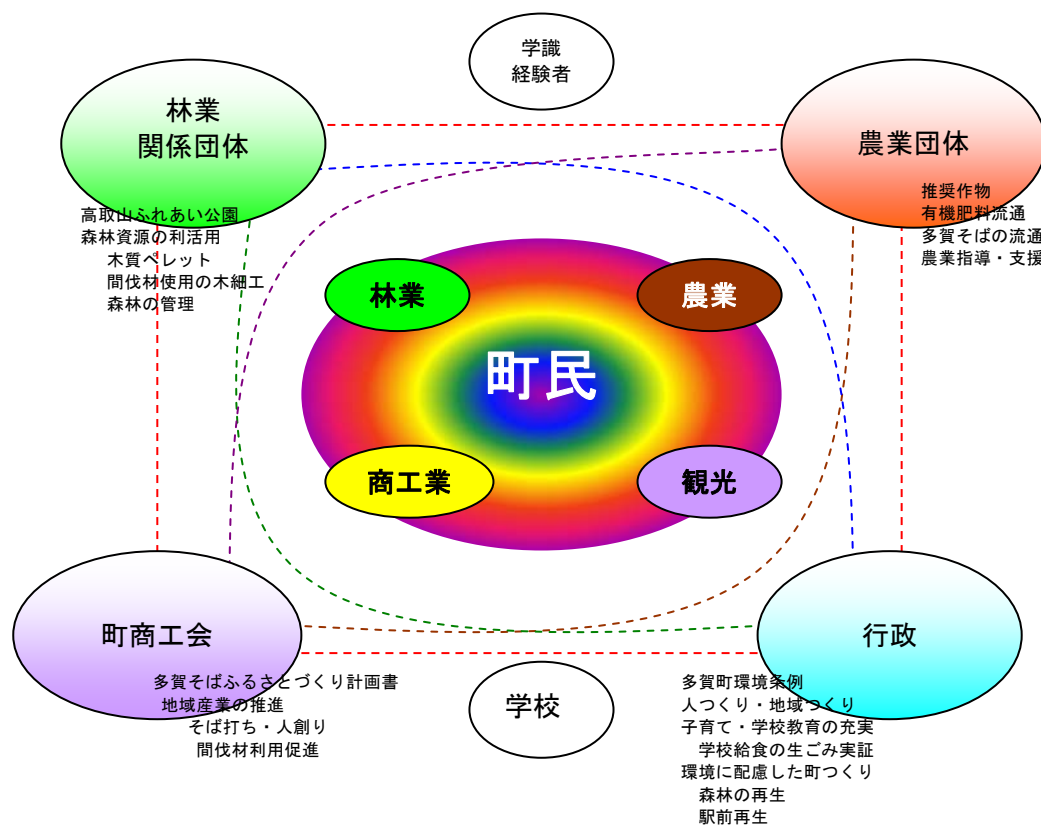 学識
経験者
林業
関係団体
農業団体
高取山ふれあい公園
森林資源の利活用
木質ペレット
間伐材使用の木細工
森林の管理
推奨作物
有機肥料流通
多賀そばの流通
農業指導・支援
林業
農業
町民
商工業
観光
町商工会
行政
多賀そばふるさとづくり計画書
地域産業の推進
そば打ち・人創り
間伐材利用促進
学校
多賀町環境条例
人つくり・地域つくり
子育て・学校教育の充実
学校給食の生ごみ実証
環境に配慮した町つくり
森林の再生
駅前再生